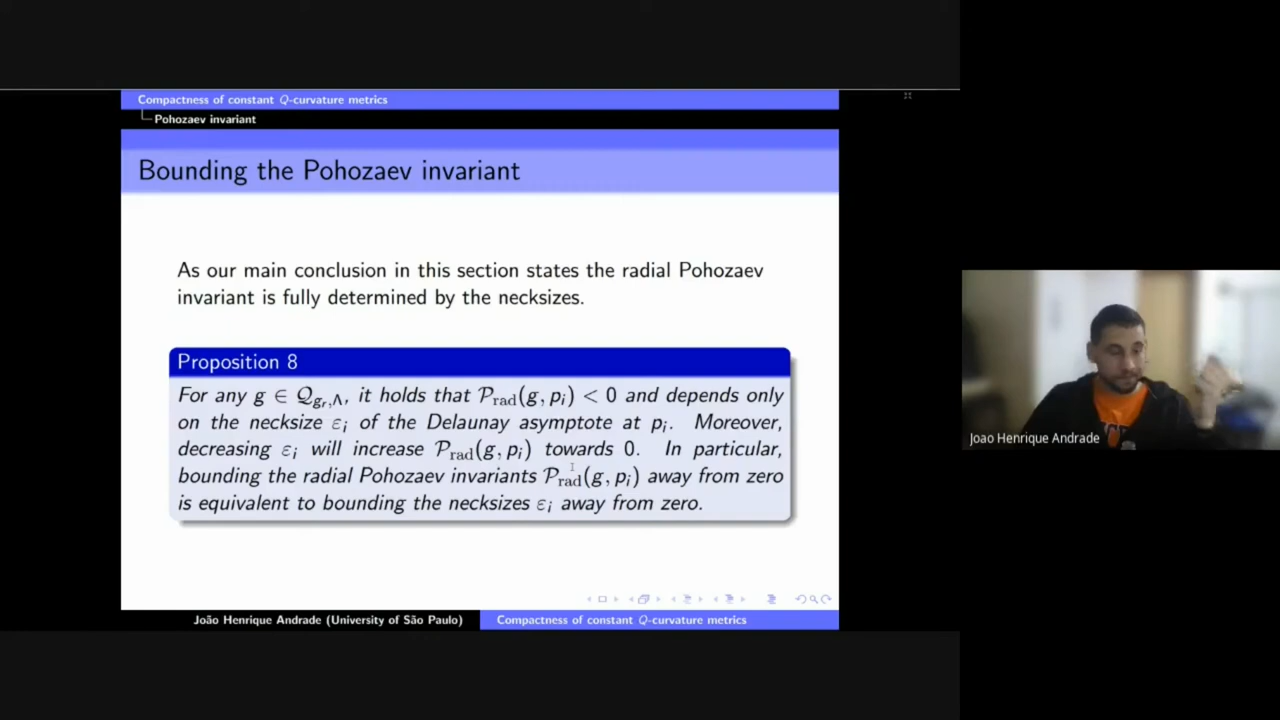 Compactness of constant Q-curvature metrics
Pohozaev invariant
Bounding the Pohozaev invariant
As our main conclusion in this section states the radial Pohozaev
invariant is fully determined by the necksizes.
Proposition 8
For any g ∈ 𝒬_{g_r,Λ}, it holds that 𝒫_rad(g, p_i) < 0 and depends only
on the necksize ε_i of the Delaunay asymptote at p_i. Moreover,
decreasing ε_i will increase 𝒫_rad(g, p_i) towards 0. In particular,
bounding the radial Pohozaev invariants 𝒫_rad(g, p_i) away from zero
is equivalent to bounding the necksizes ε_i away from zero.
Joao Henrique Andrade
João Henrique Andrade (University of São Paulo)
Compactness of constant Q-curvature metrics